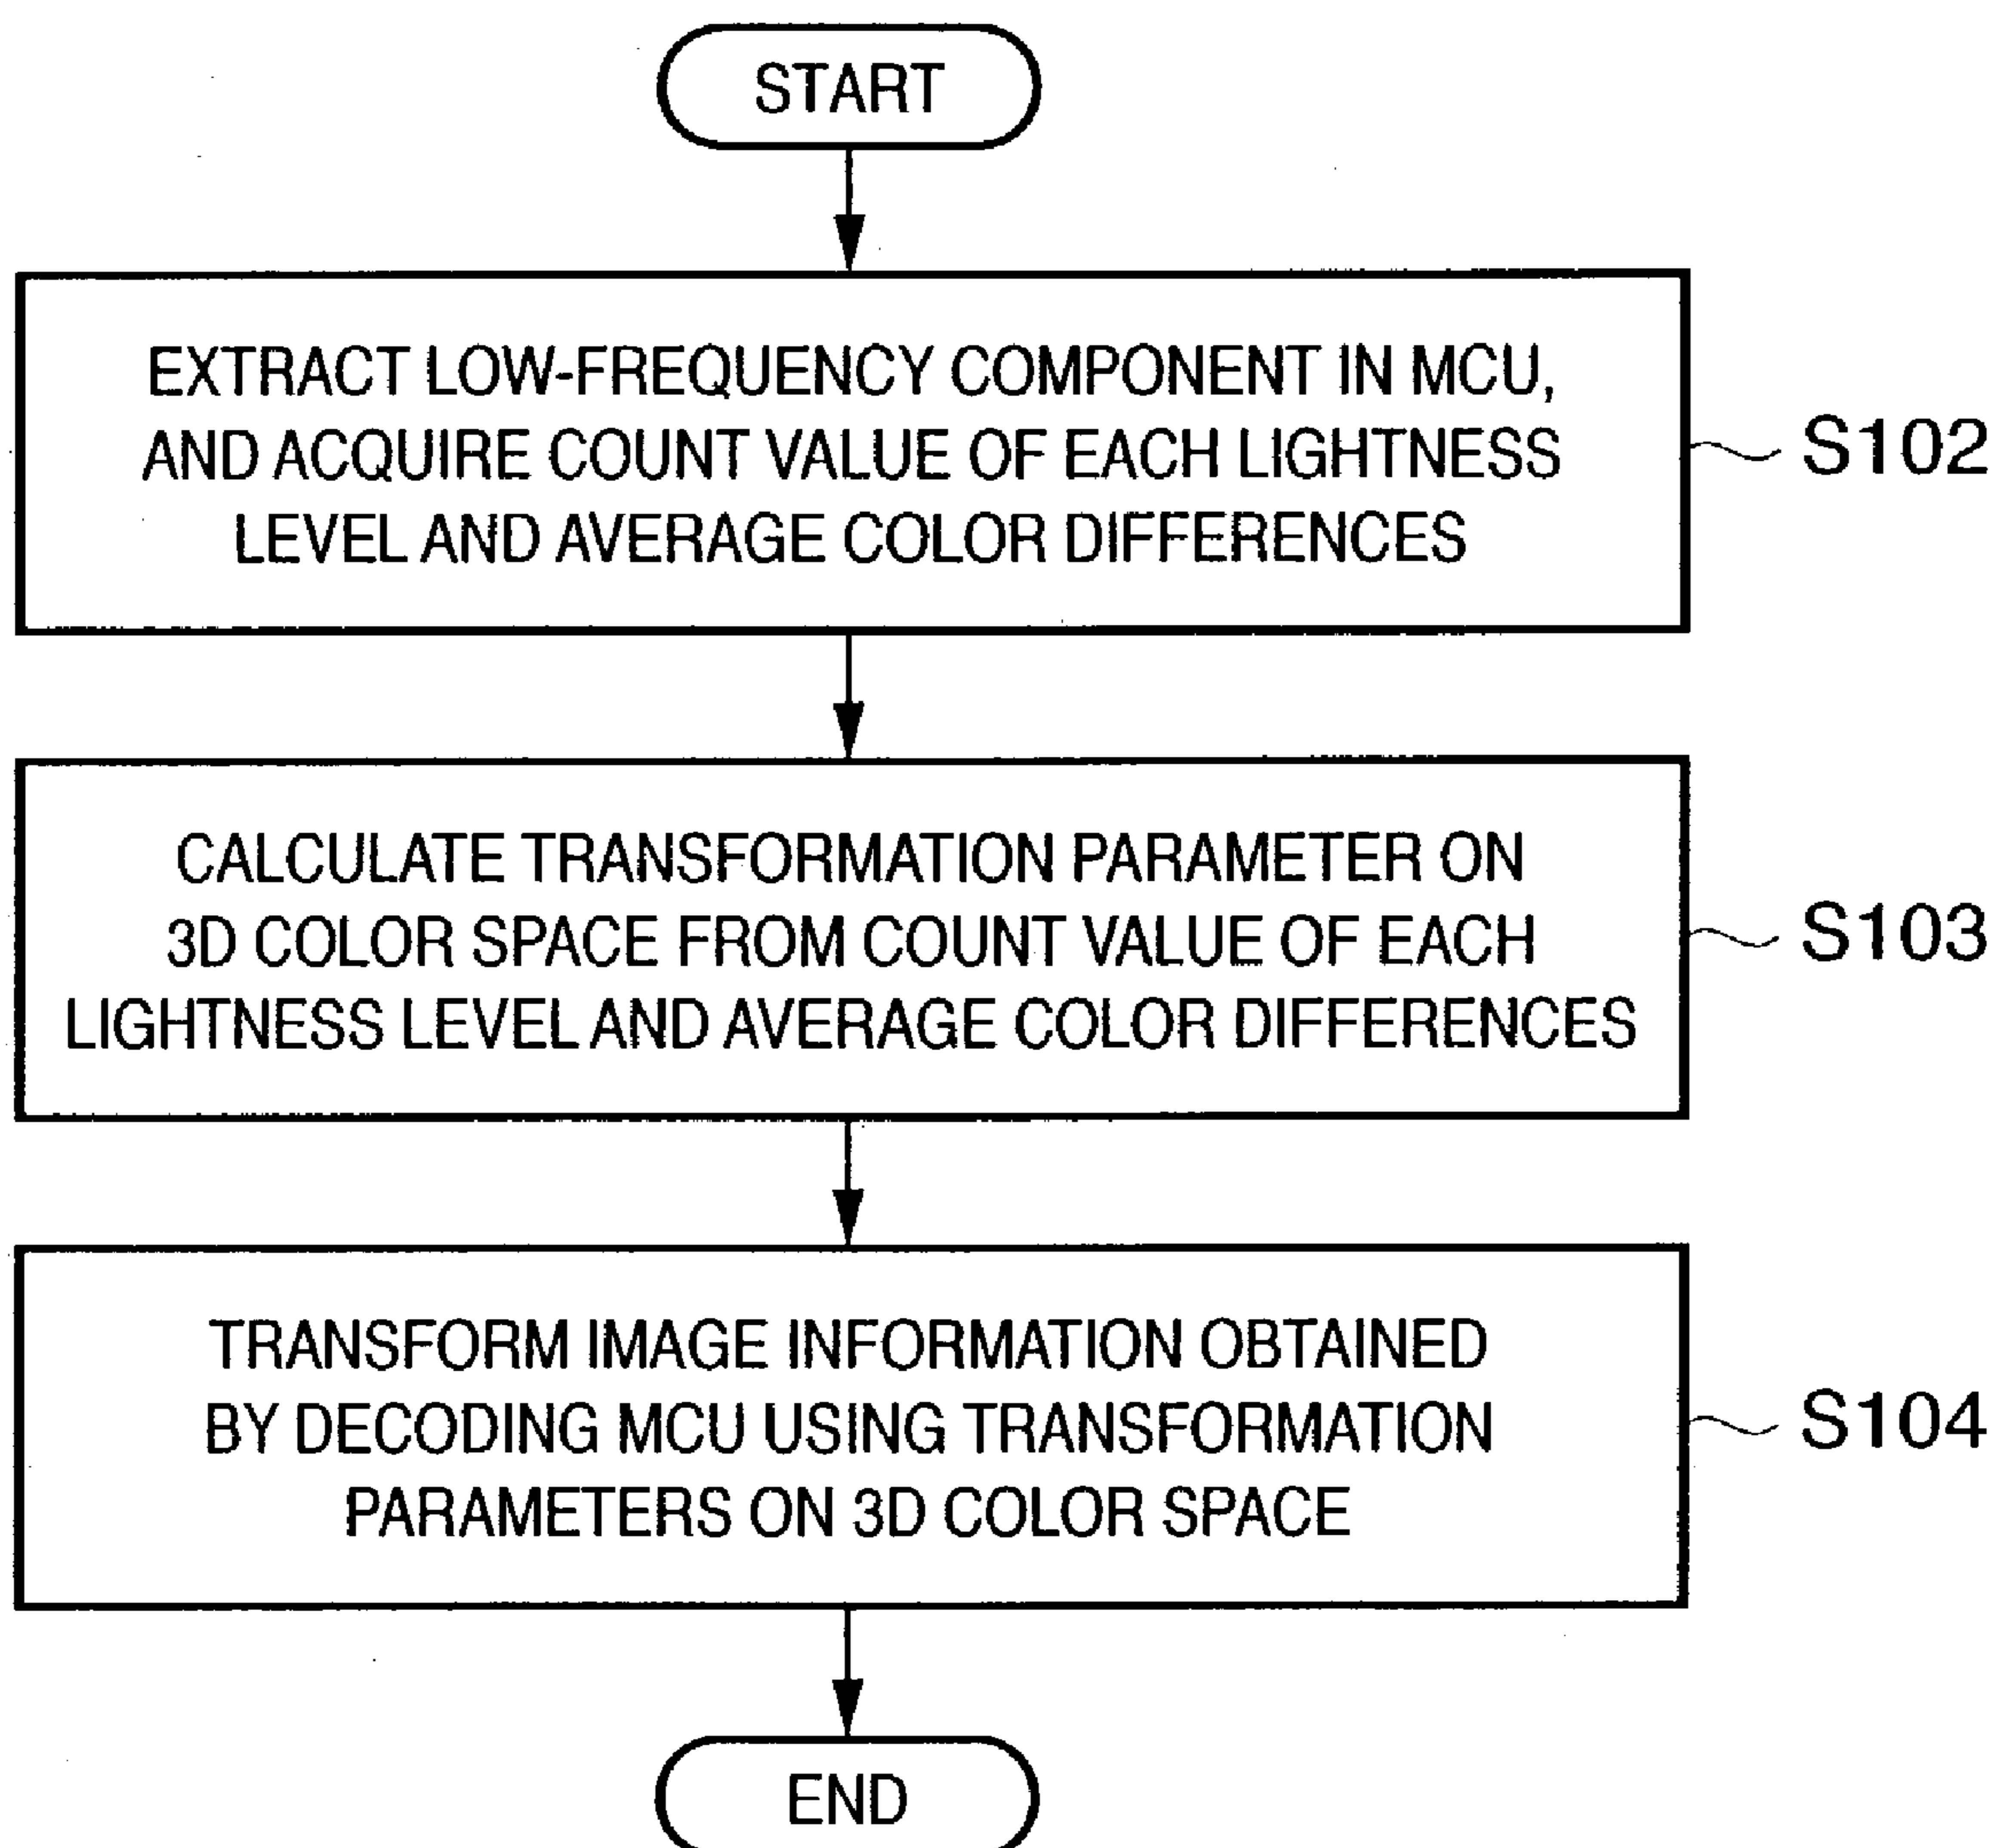 START
EXTRACT LOW-FREQUENCY COMPONENT IN MCU,
AND ACQUIRE COUNT VALUE OF EACH LIGHTNESS
LEVEL AND AVERAGE COLOR DIFFERENCES
S102
CALCULATE TRANSFORMATION PARAMETER ON
3D COLOR SPACE FROM COUNT VALUE OF EACH
LIGHTNESS LEVEL AND AVERAGE COLOR DIFFERENCES
S103
TRANSFORM IMAGE INFORMATION OBTAINED
BY DECODING MCU USING TRANSFORMATION
PARAMETERS ON 3D COLOR SPACE
S104
END